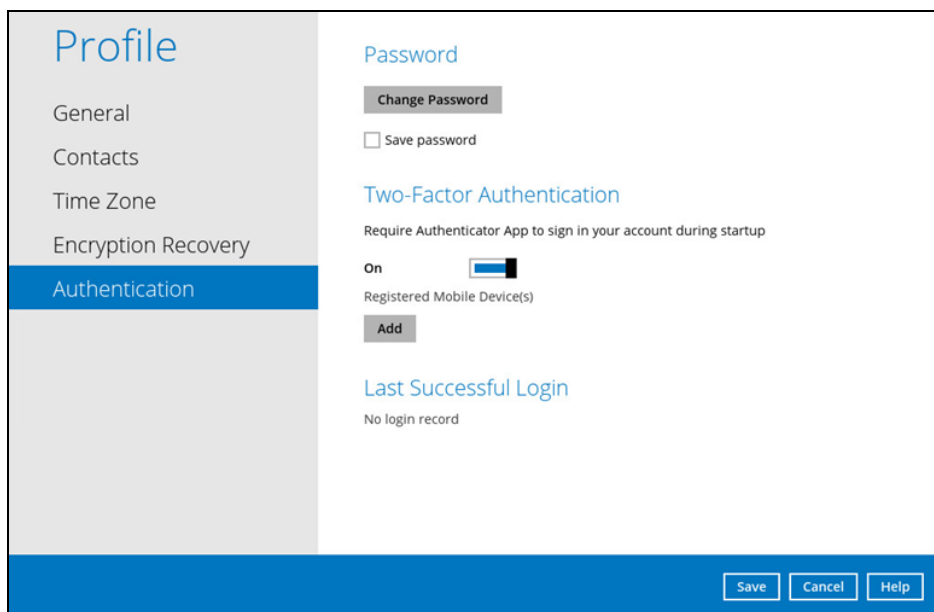 Profile
General
Contacts
Time Zone
Encryption Recovery
Authentication
Password
Change Password
Save password
Two-Factor Authentication
Require Authenticator App to sign in your account during startup
On
Registered Mobile Device(s)
Add
Last Successful Login
No login record
Save Cancel Help